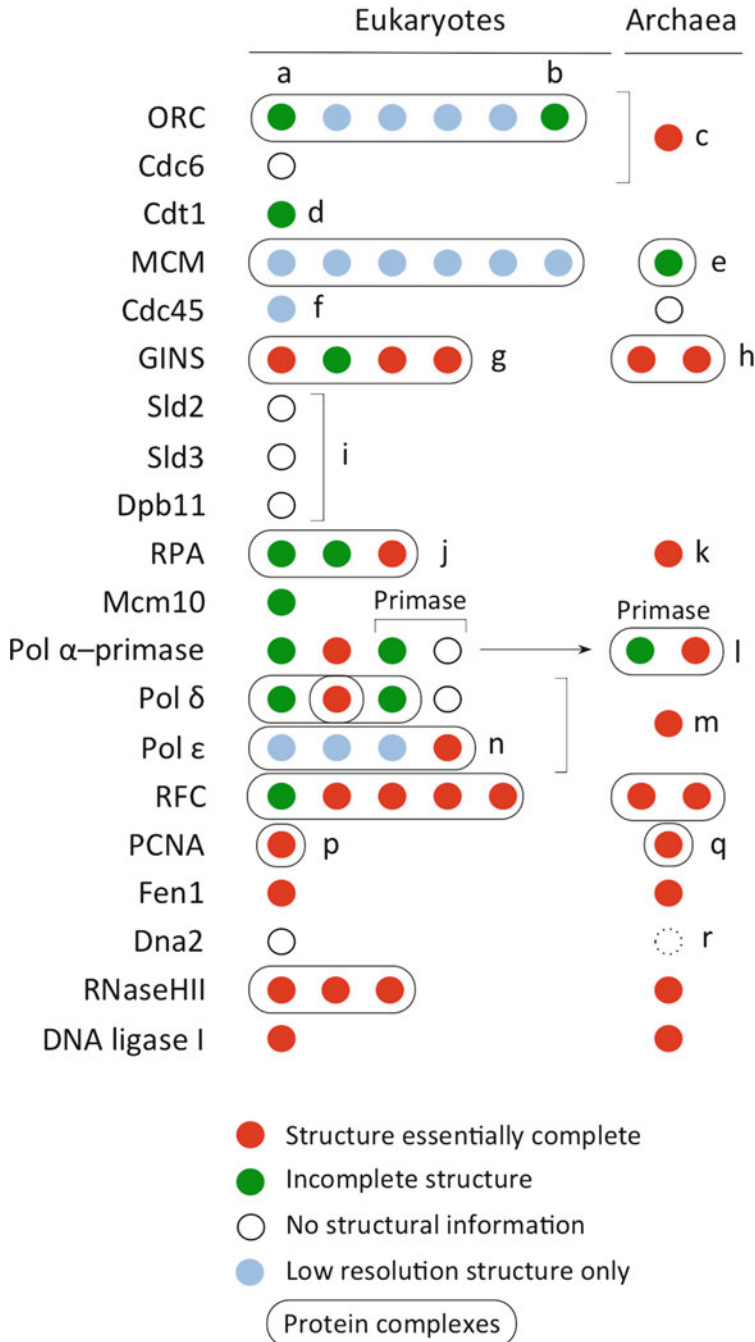 Eukaryotes Archaea
a b
ORC
c
Cdc6
Cdt1 d
MCM e
Cdc45 f
GINS g h
Sld2
Sld3 i
Dpb11
RPA j k
Mcm10 Primase Primase
Pol α–primase l
Pol δ
m
Pol ε n
RFC
PCNA p q
Fen1
Dna2 r
RNaseHII
DNA ligase I
Structure essentially complete
Incomplete structure
No structural information
Low resolution structure only
Protein complexes